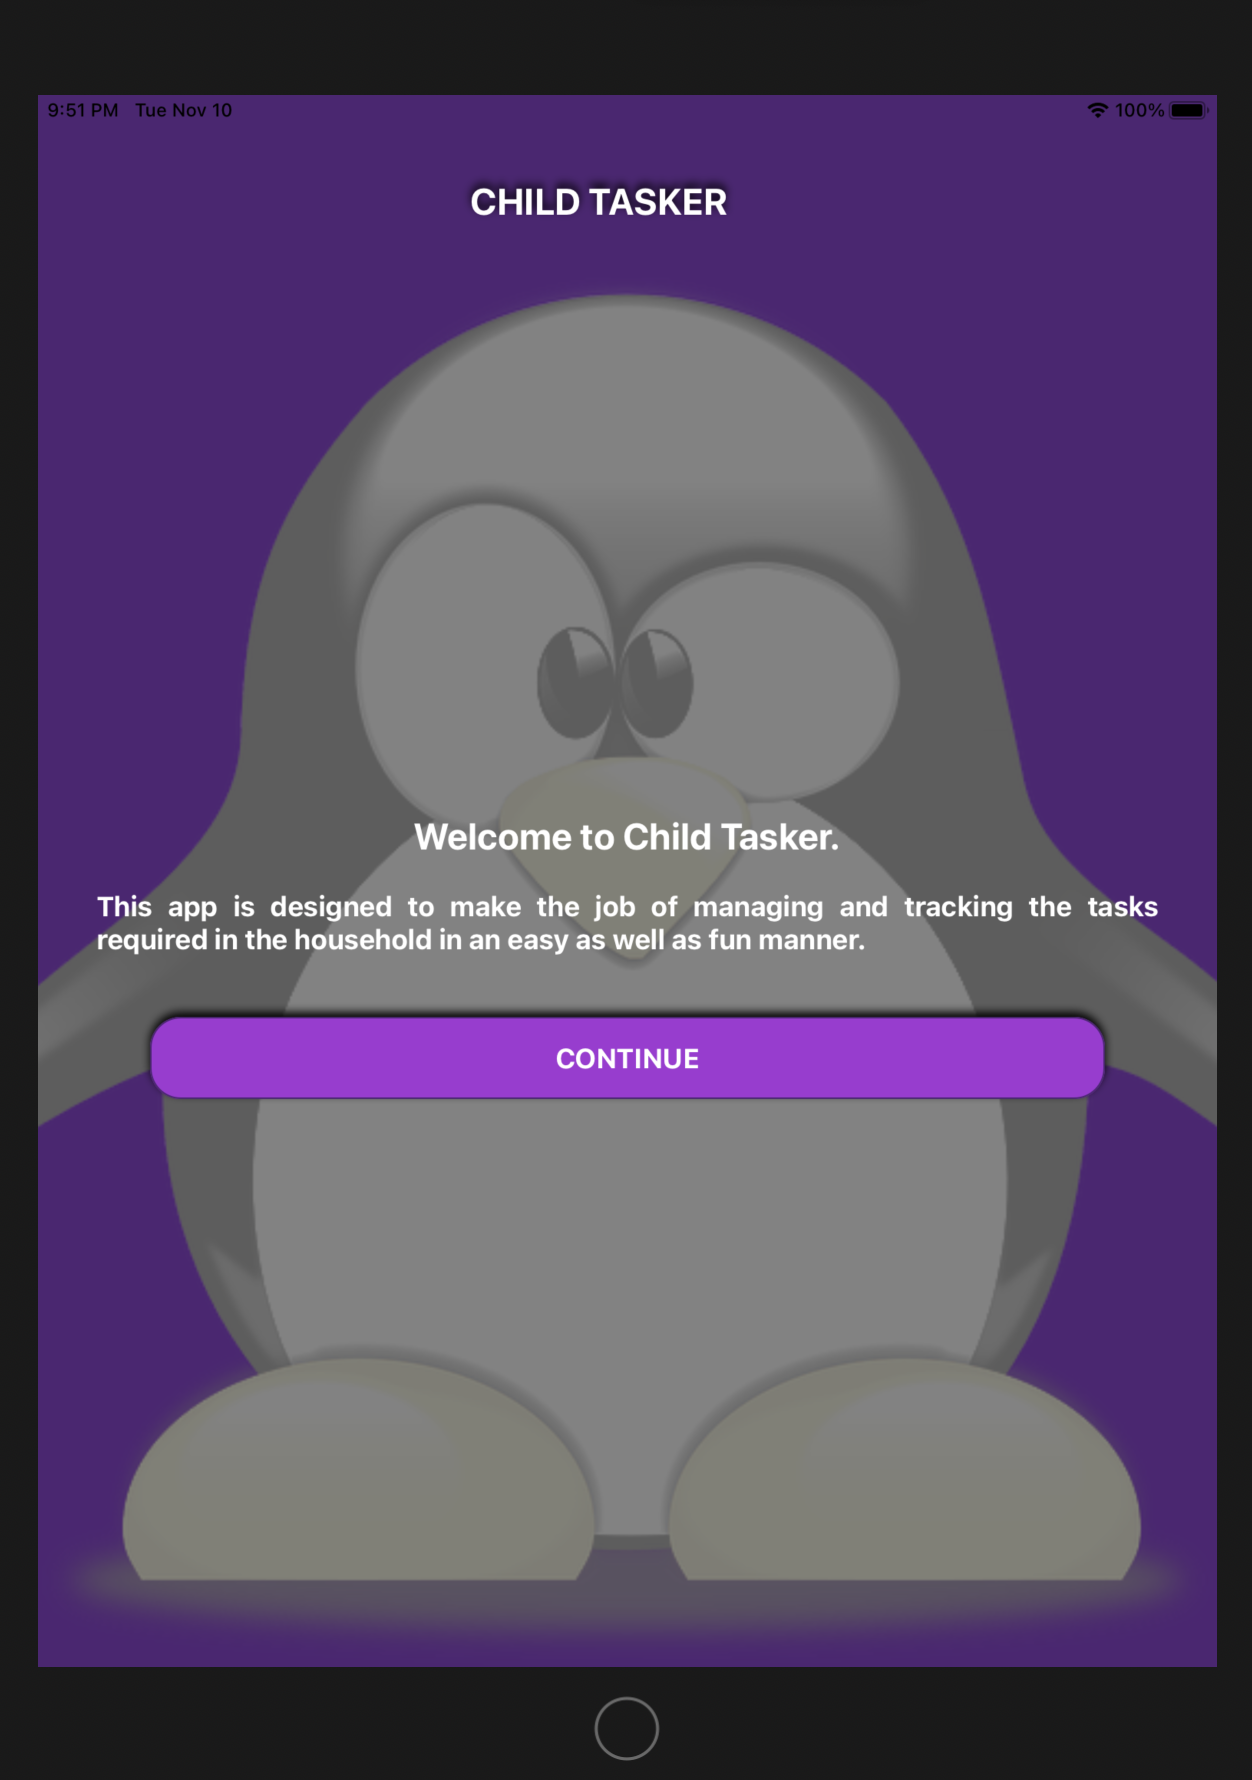 9:51 PM Tue Nov 10
100%
CHILD TASKER
Welcome to Child Tasker.
This app is designed to make the job of managing and tracking the tasks
required in the household in an easy as well as fun manner.
CONTINUE